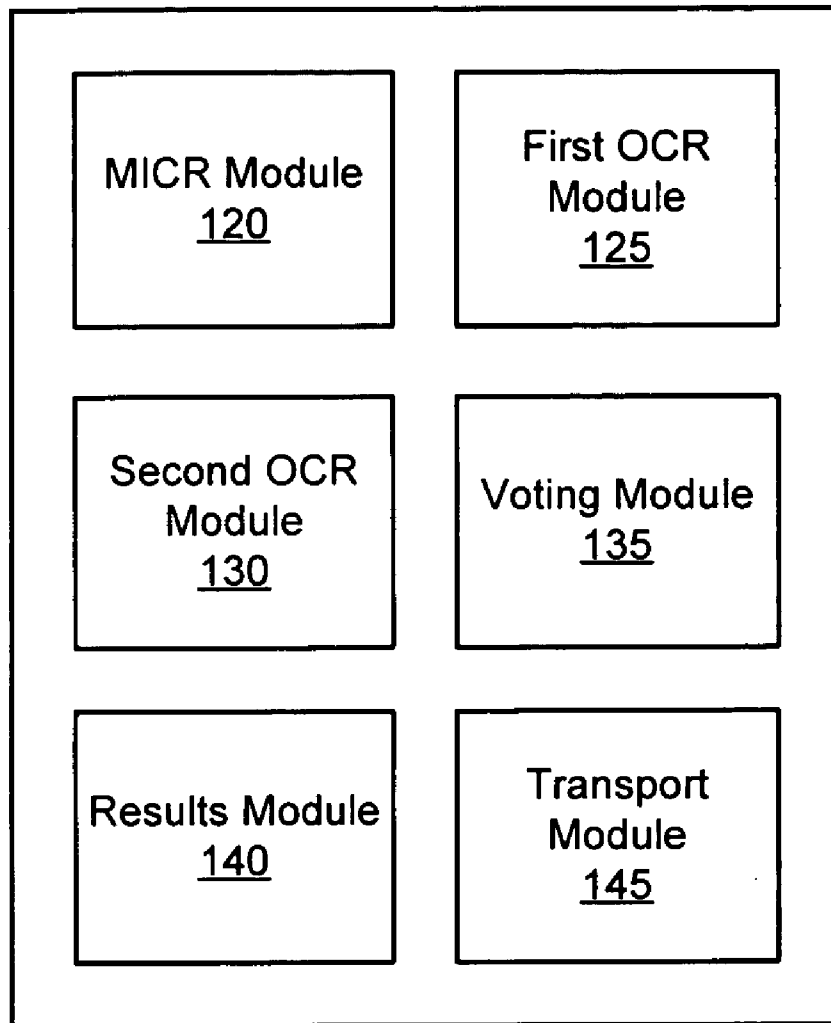 MICR Module
120
First OCR
Module
125
Second OCR
Module
130
Voting Module
135
Results Module
140
Transport
Module
145